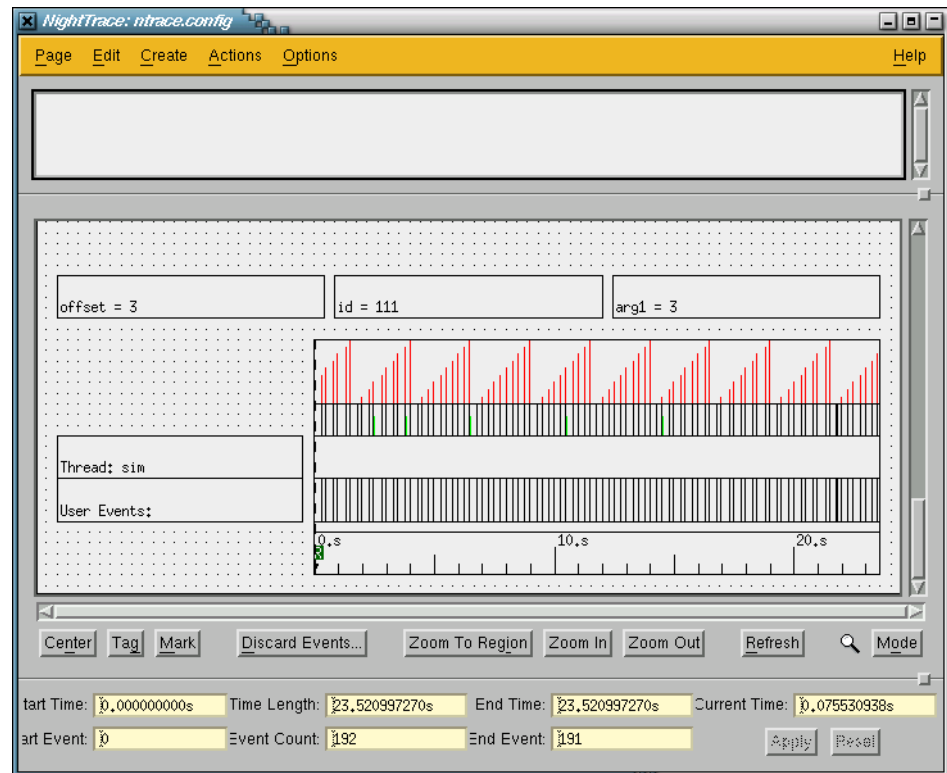 NightTrace: ntrace.config
Page Edit Create Actions Options Help
offset = 3 id = 111 arg1 = 3
Thread: sim
User Events:
0.s 10.s 20.s
R
Center Tag Mark Discard Events... Zoom To Region Zoom In Zoom Out Refresh Mode
tart Time: 0.000000000s Time Length: 23.520997270s End Time: 23.520997270s Current Time: 0.075530938s
art Event: 0 Event Count: 192 End Event: 191 Apply Reset